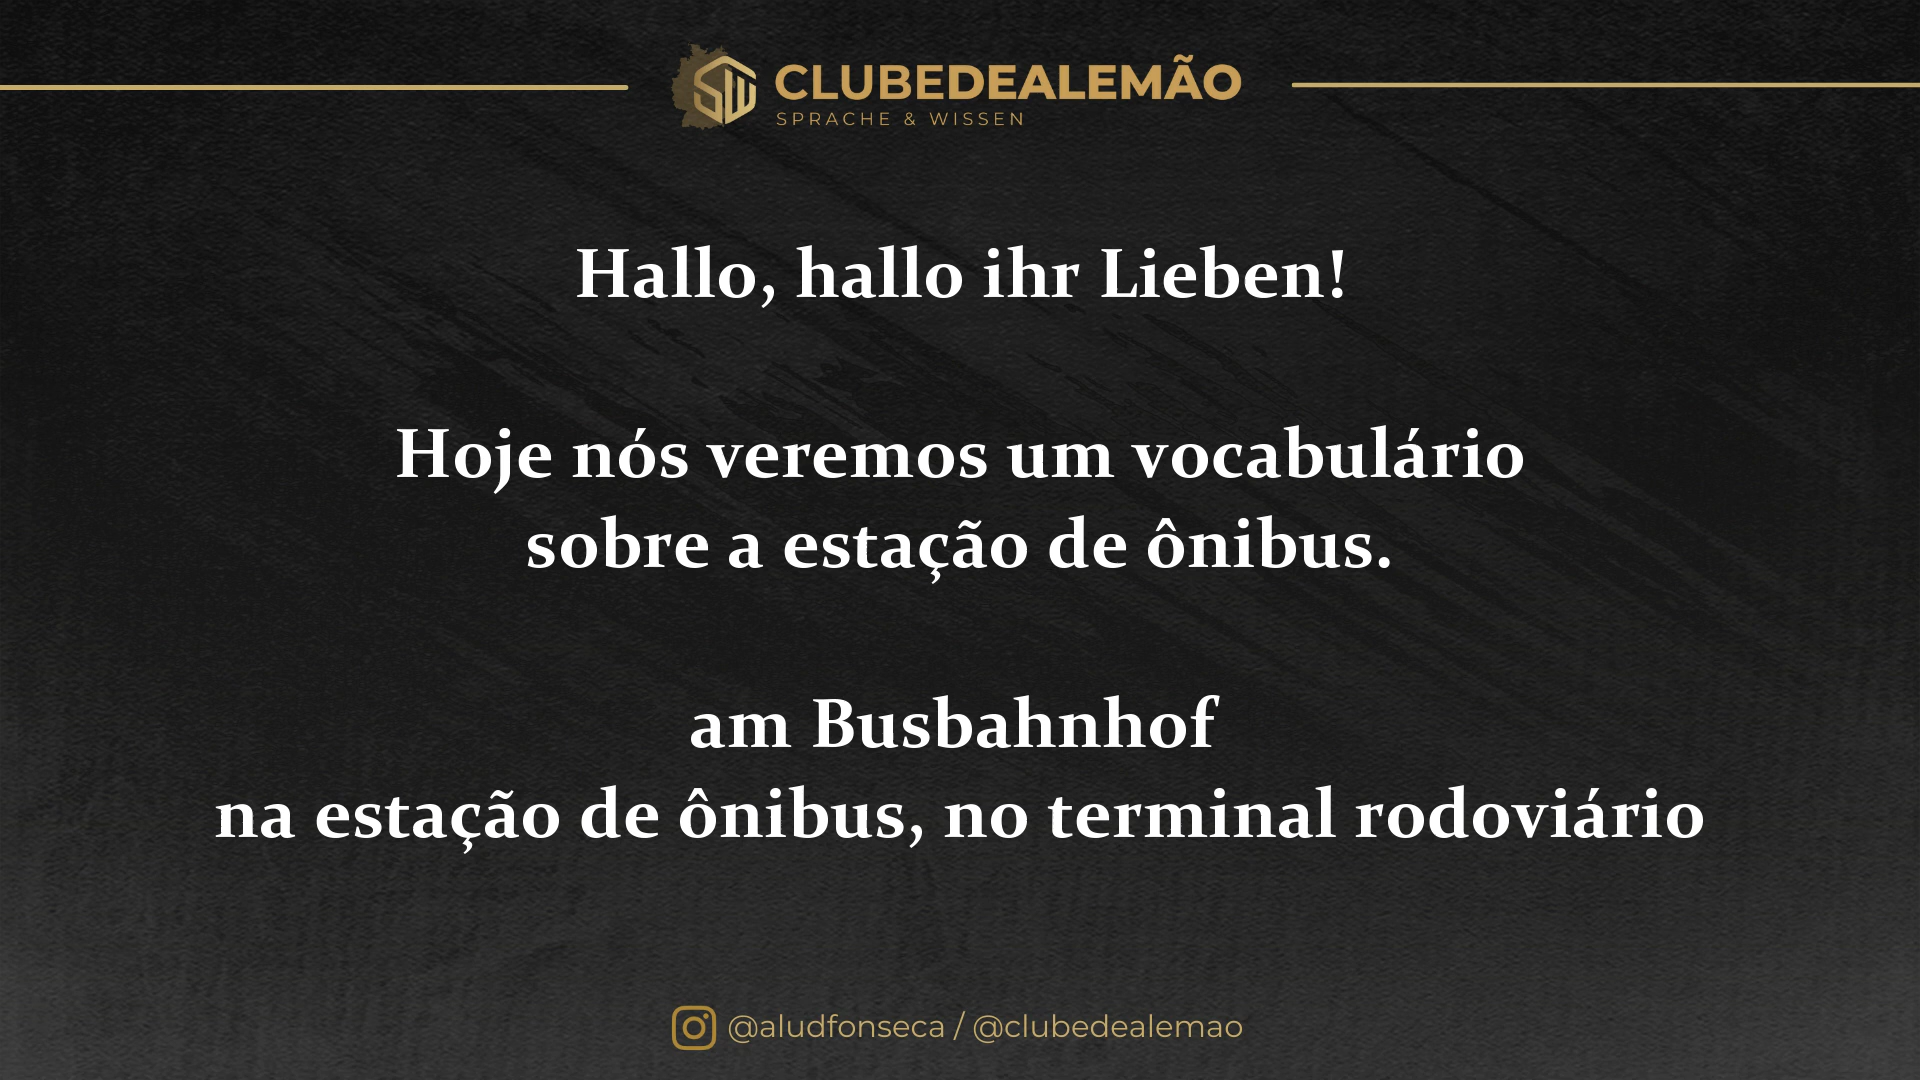 CLUBEDEALEMÃO
SPRACHE & WISSEN
Hallo, hallo ihr Lieben!
Hoje nós veremos um vocabulário
sobre a estação de ônibus.
am Busbahnhof
na estação de ônibus, no terminal rodoviário
@aludfonseca / @clubedealemao